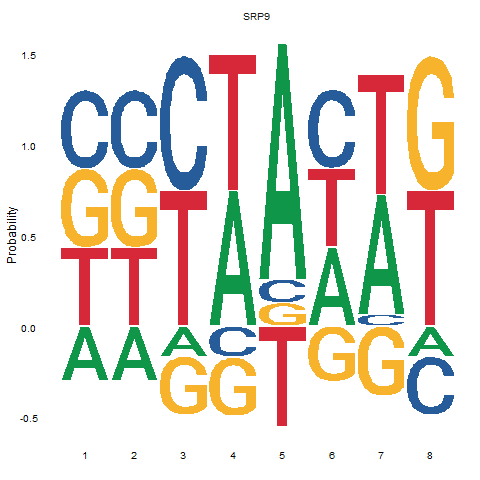 SRP9
Probability
1.5
1.0
0.5
0.0
-0.5
C C C T A C T G
G G T A C T A T
T T A C G A C A
A A G G T G G C
1 2 3 4 5 6 7 8